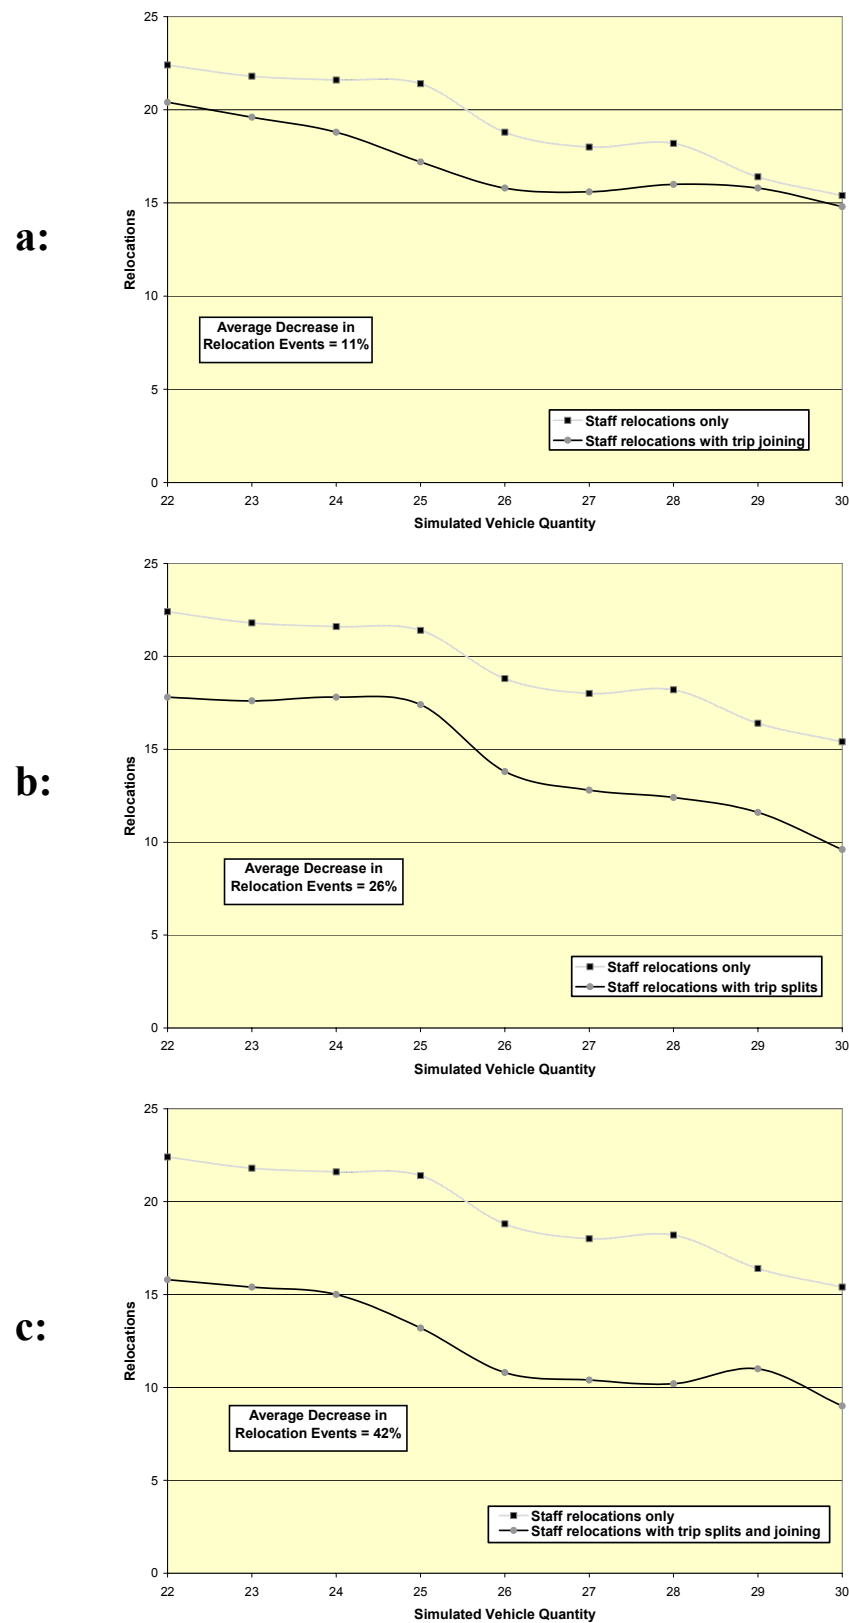 a:
25
20
15
10
5
0
Relocations
Average Decrease in
Relocation Events = 11%
Staff relocations only
Staff relocations with trip joining
22 23 24 25 26 27 28 29 30
Simulated Vehicle Quantity
b:
25
20
15
10
5
0
Relocations
Average Decrease in
Relocation Events = 26%
Staff relocations only
Staff relocations with trip splits
22 23 24 25 26 27 28 29 30
Simulated Vehicle Quantity
c:
25
20
15
10
5
0
Relocations
Average Decrease in
Relocation Events = 42%
Staff relocations only
Staff relocations with trip splits and joining
22 23 24 25 26 27 28 29 30
Simulated Vehicle Quantity